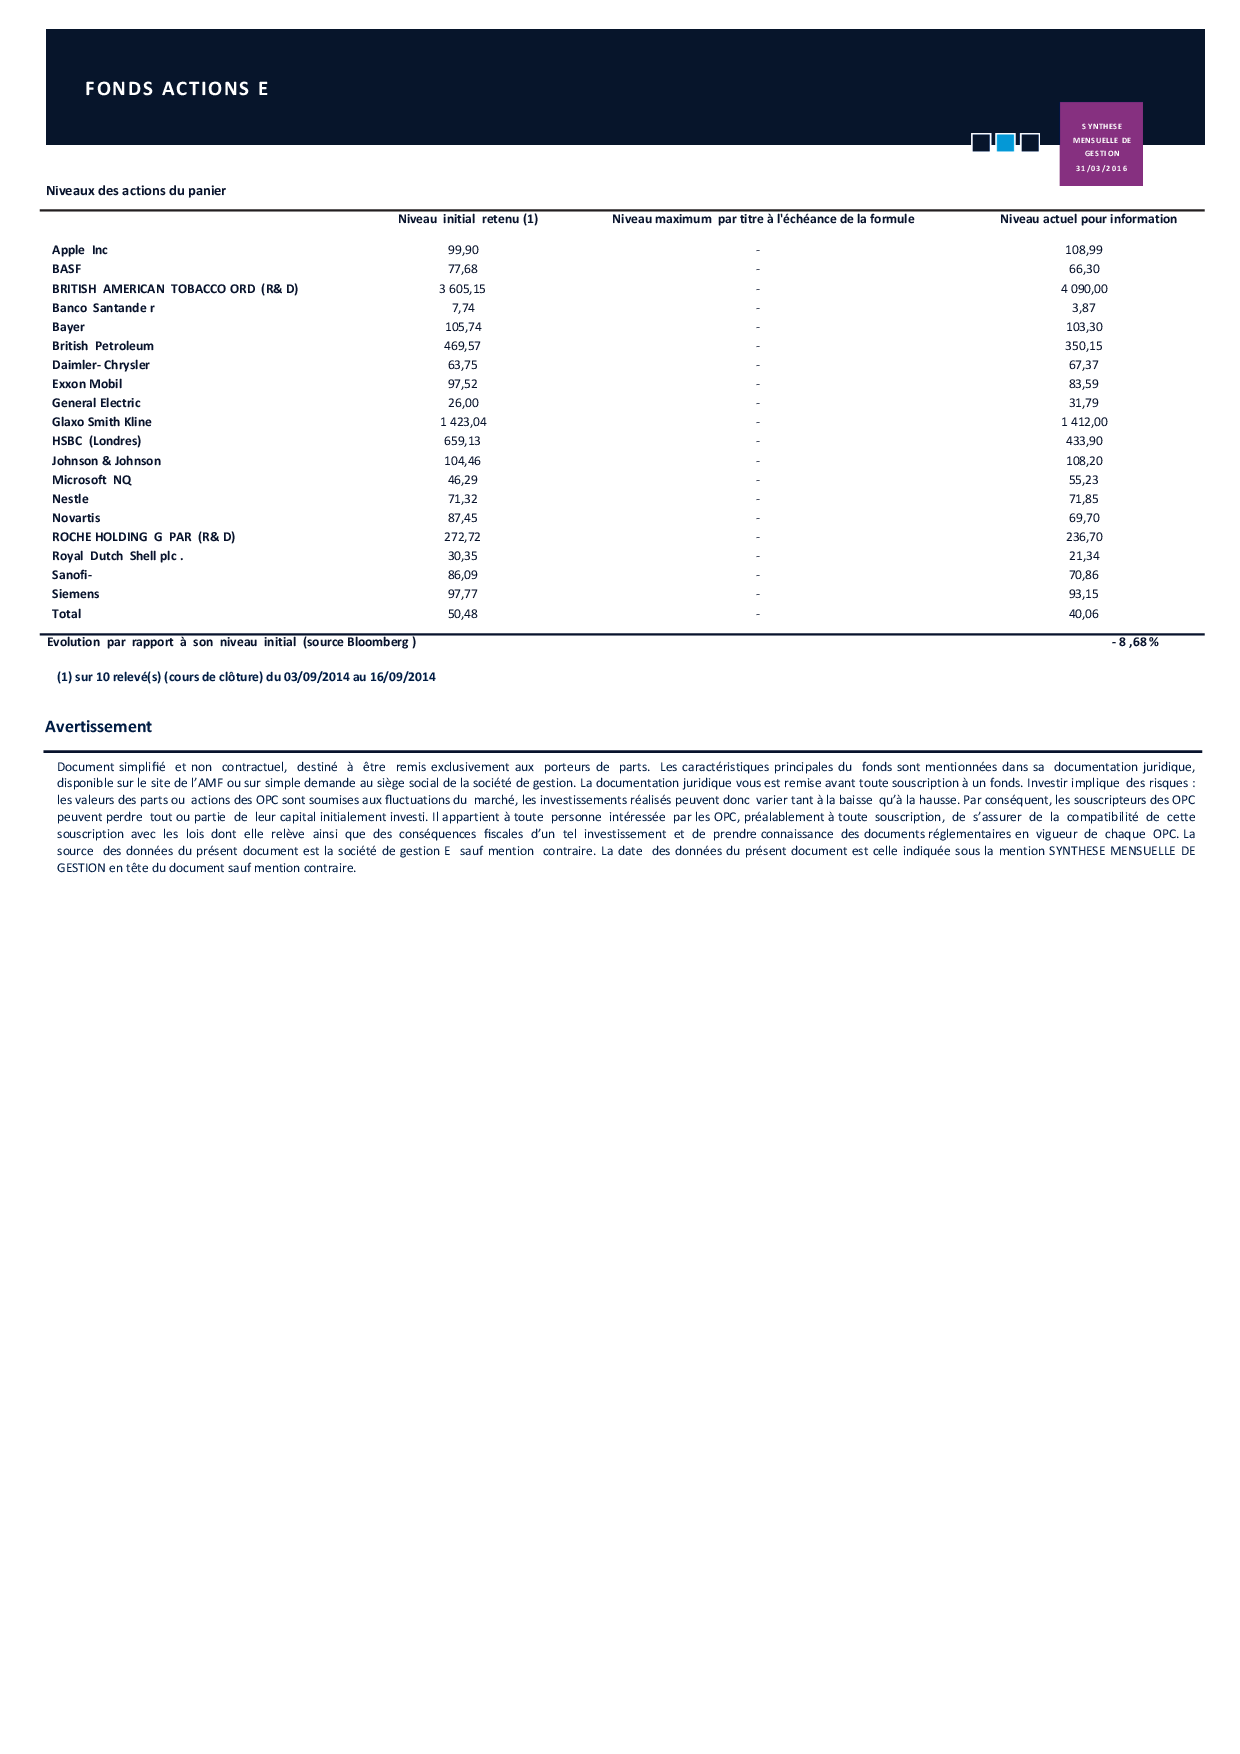 FONDS ACTIONS E
SYNTHESE
MENSUELLE DE
GESTION
31/03/2016
Niveaux des actions du panier
Niveau initial retenu (1) Niveau maximum par titre à l'échéance de la formule Niveau actuel pour information
Apple Inc 99,90 - 108,99
BASF 77,68 - 66,30
BRITISH AMERICAN TOBACCO ORD (R& D) 3 605,15 - 4 090,00
Banco Santande r 7,74 - 3,87
Bayer 105,74 - 103,30
British Petroleum 469,57 - 350,15
Daimler- Chrysler 63,75 - 67,37
Exxon Mobil 97,52 - 83,59
General Electric 26,00 - 31,79
Glaxo Smith Kline 1 423,04 - 1 412,00
HSBC (Londres) 659,13 - 433,90
Johnson & Johnson 104,46 - 108,20
Microsoft NQ 46,29 - 55,23
Nestle 71,32 - 71,85
Novartis 87,45 - 69,70
ROCHE HOLDING G PAR (R& D) 272,72 - 236,70
Royal Dutch Shell plc . 30,35 - 21,34
Sanofi- 86,09 - 70,86
Siemens 97,77 - 93,15
Total 50,48 - 40,06
Evolution par rapport à son niveau initial (source Bloomberg ) - 8 ,68 %
(1) sur 10 relevé(s) (cours de clôture) du 03/09/2014 au 16/09/2014
Avertissement
Document simplifié et non contractuel, destiné à être remis exclusivement aux porteurs de parts. Les caractéristiques principales du fonds sont mentionnées dans sa documentation juridique,
disponible sur le site de l’AMF ou sur simple demande au siège social de la société de gestion. La documentation juridique vous est remise avant toute souscription à un fonds. Investir implique des risques :
les valeurs des parts ou actions des OPC sont soumises aux fluctuations du marché, les investissements réalisés peuvent donc varier tant à la baisse qu’à la hausse. Par conséquent, les souscripteurs des OPC
peuvent perdre tout ou partie de leur capital initialement investi. Il appartient à toute personne intéressée par les OPC, préalablement à toute souscription, de s’assurer de la compatibilité de cette
souscription avec les lois dont elle relève ainsi que des conséquences fiscales d’un tel investissement et de prendre connaissance des documents réglementaires en vigueur de chaque OPC. La
source des données du présent document est la société de gestion E sauf mention contraire. La date des données du présent document est celle indiquée sous la mention SYNTHESE MENSUELLE DE
GESTION en tête du document sauf mention contraire.